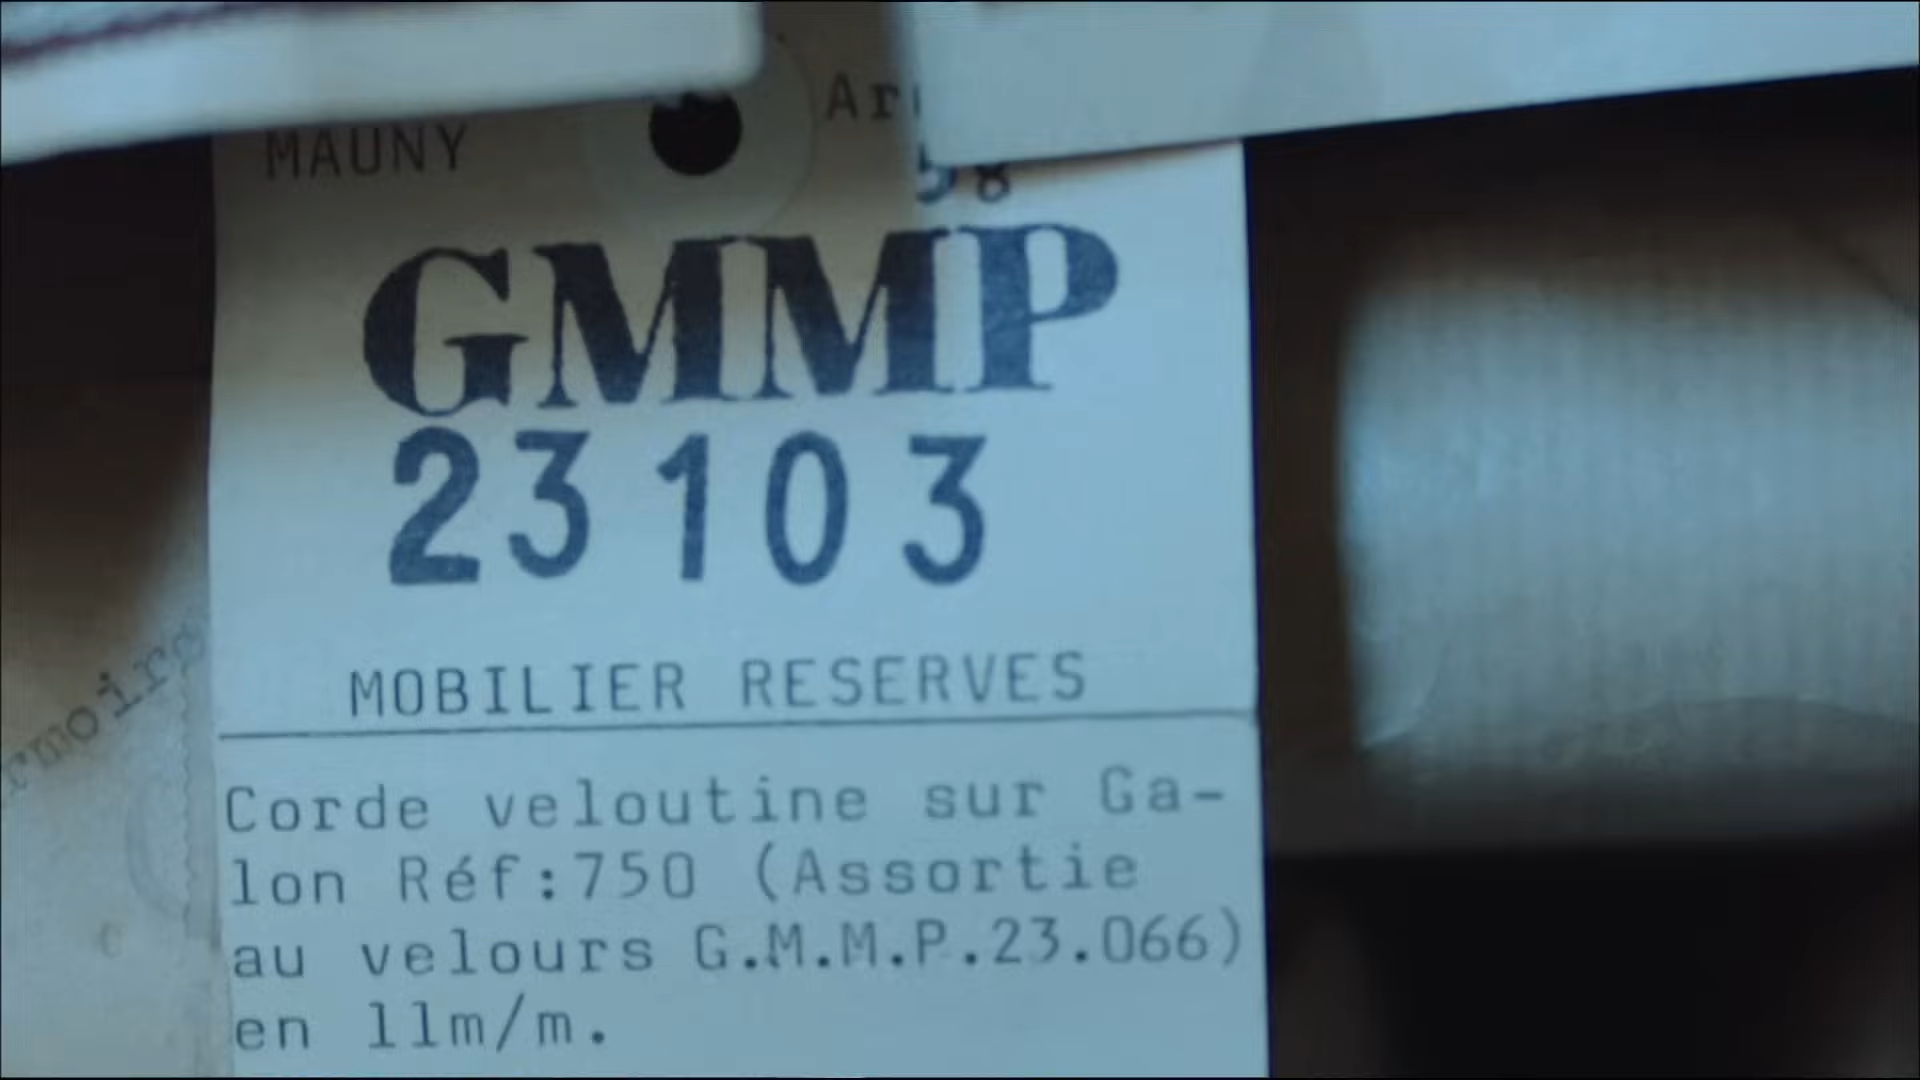 MAUNY
58
GMMP
23103
MOBILIER RESERVES
Corde veloutine sur Ga-
lon Réf:750 (Assortie
au velours G.M.M.P.23.066)
en 11m/m.